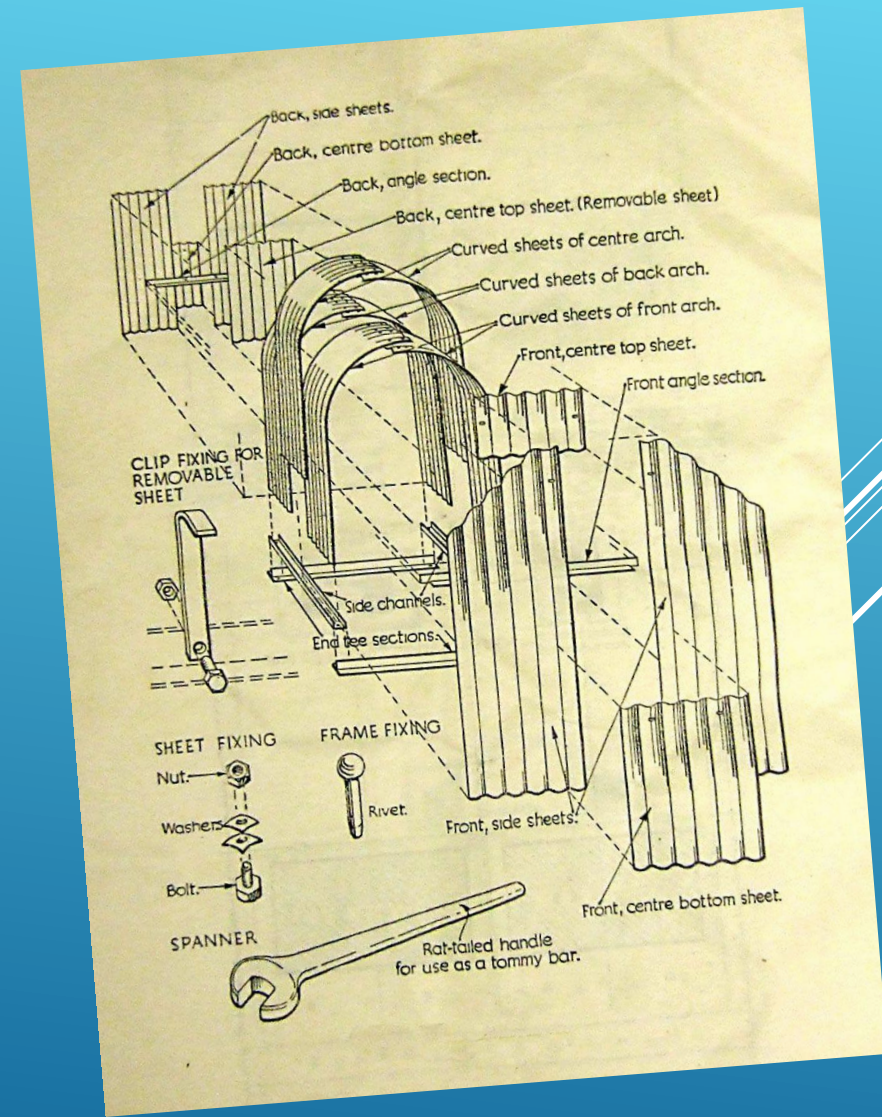 Back, side sheets.
Back, centre bottom sheet.
Back, angle section.
Back, centre top sheet. (Removable sheet)
Curved sheets of centre arch.
Curved sheets of back arch.
Curved sheets of front arch.
Front, centre top sheet.
Front angle section.
CLIP FIXING FOR
REMOVABLE
SHEET
Side channels.
End tee sections.
SHEET FIXING
Nut.
Washers
Bolt.
FRAME FIXING
Rivet.
Front, side sheets.
Front, centre bottom sheet.
SPANNER
Rat-tailed handle
for use as a tommy bar.